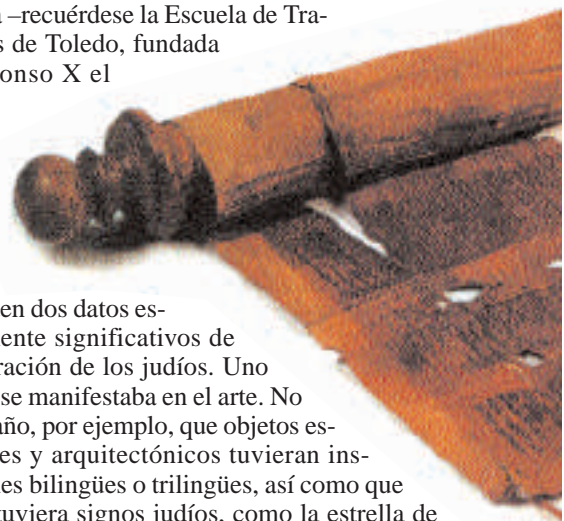 –recuérdese la Escuela de Tra-
s de Toledo, fundada
onso X el
en dos datos es-
ente significativos de
ración de los judíos. Uno
se manifestaba en el arte. No
año, por ejemplo, que objetos es-
es y arquitectónicos tuvieran ins-
es bilingües o trilingües, así como que
tuviera signos judíos, como la estrella de